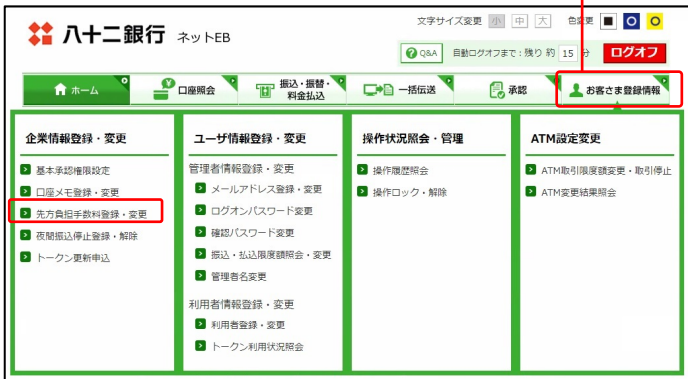 八十二銀行 ネットEB
文字サイズ変更 小 中 大 色変更
Q&A 自動ログオフまで:残り 約 15 分 ログオフ
ホーム
口座照会
振込・振替・
料金払込
一括伝送
承認
お客さま登録情報
企業情報登録・変更
基本承認権限設定
口座メモ登録・変更
先方負担手数料登録・変更
夜間振込停止登録・解除
トークン更新申込
ユーザ情報登録・変更
管理者情報登録・変更
メールアドレス登録・変更
ログオンパスワード変更
確認パスワード変更
振込・払込限度額照会・変更
管理者名変更
利用者情報登録・変更
利用者登録・変更
トークン利用状況照会
操作状況照会・管理
操作履歴照会
操作ロック・解除
ATM設定変更
ATM取引限度額変更・取引停止
ATM変更結果照会